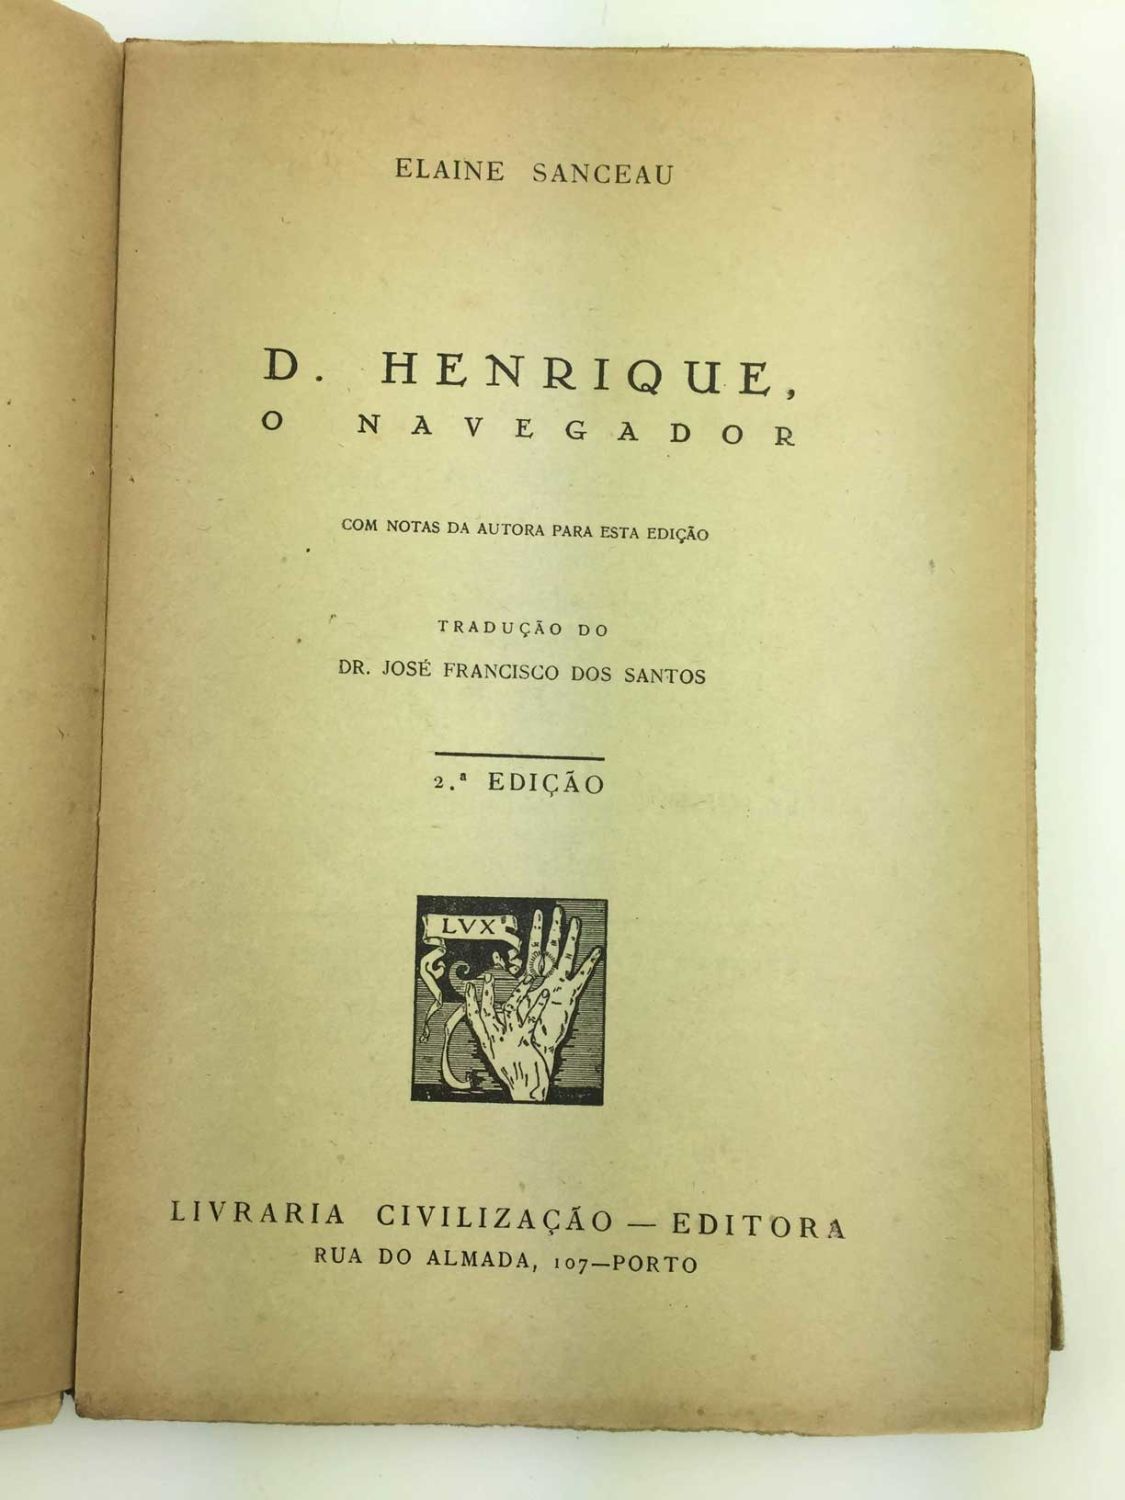 ELAINE SANCEAU
D. HENRIQUE,
O NAVEGADOR
COM NOTAS DA AUTORA PARA ESTA EDIÇÃO
TRADUÇÃO DO
DR. JOSÉ FRANCISCO DOS SANTOS
2.ª EDIÇÃO
LVX
LIVRARIA CIVILIZAÇÃO — EDITORA
RUA DO ALMADA, 107—PORTO